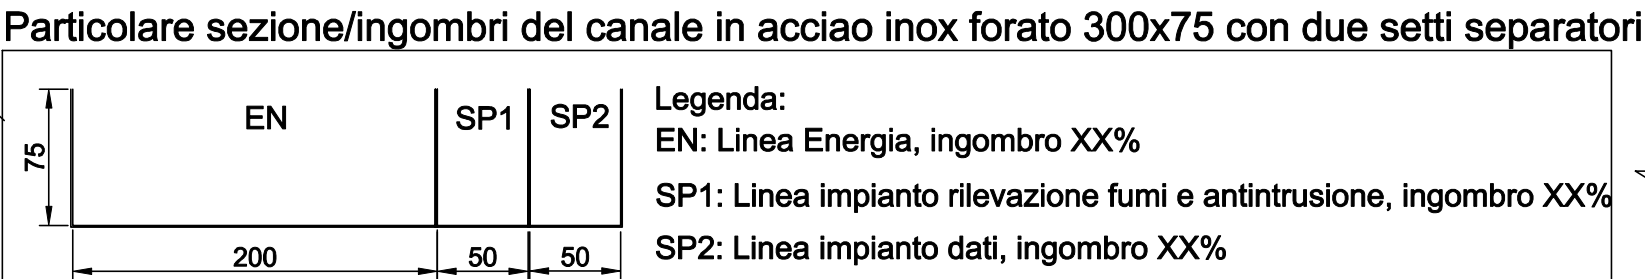 Particolare sezione/ingombri del canale in acciao inox forato 300x75 con due setti separatori
EN
SP1
SP2
75
200
50
50
Legenda:
EN: Linea Energia, ingombro XX%
SP1: Linea impianto rilevazione fumi e antintrusione, ingombro XX%
SP2: Linea impianto dati, ingombro XX%